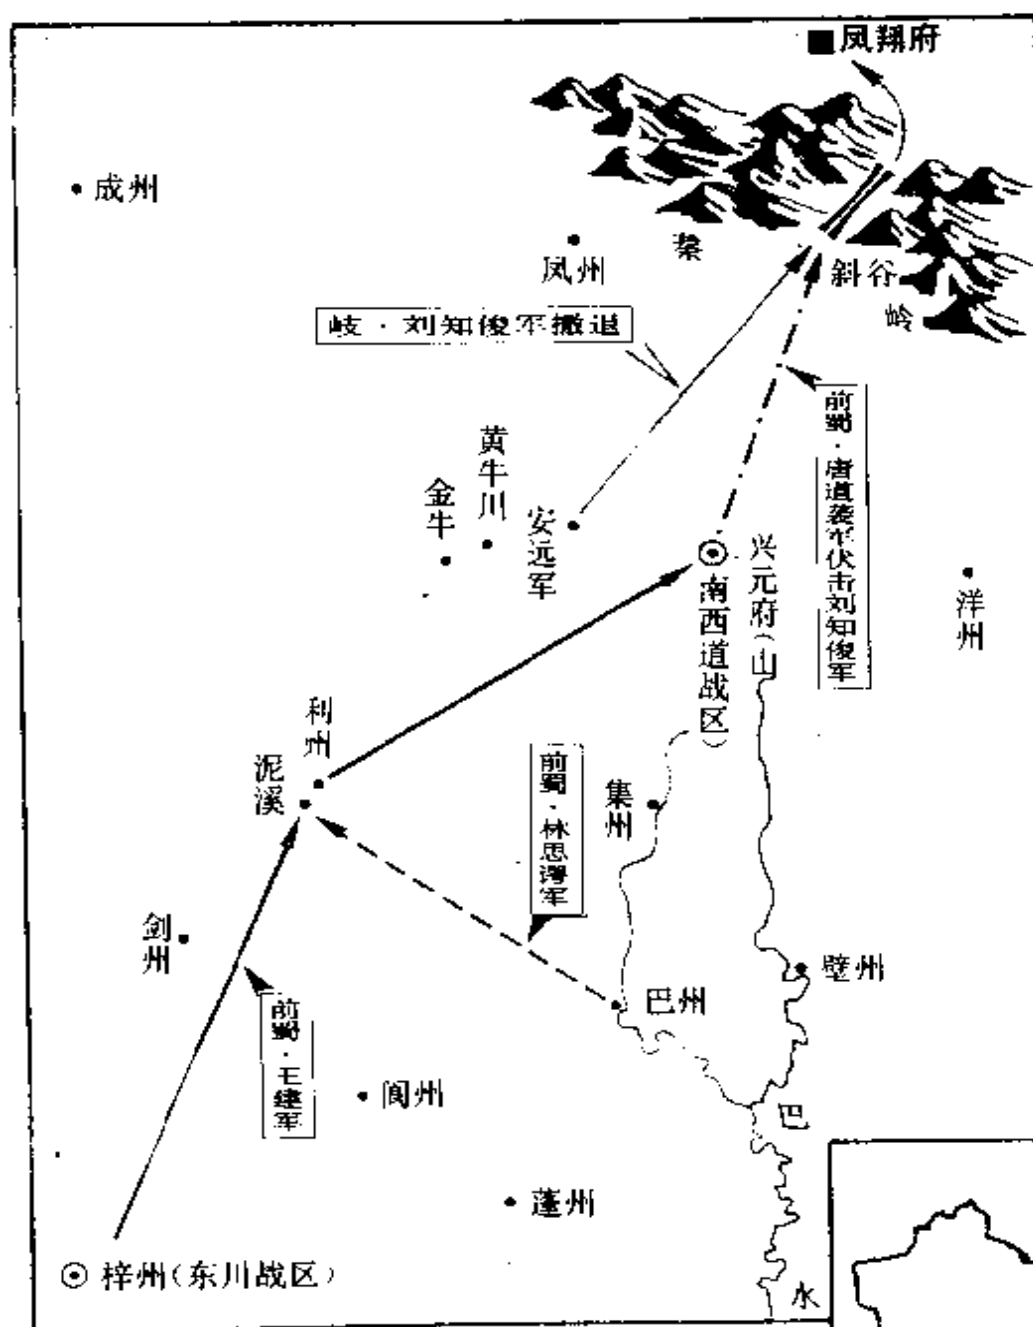 凤翔府
成州
凤州
秦
斜谷
岭
岐·刘知俊军撤退
前蜀·唐道袭军伏击刘知俊军
黄牛川
金牛
安远军
兴元府(山
南西道战区)
洋州
利州
泥溪
集州
前蜀·林思谔军
剑州
壁州
巴州
前蜀·王建军
阆州
巴
蓬州
梓州(东川战区)
水